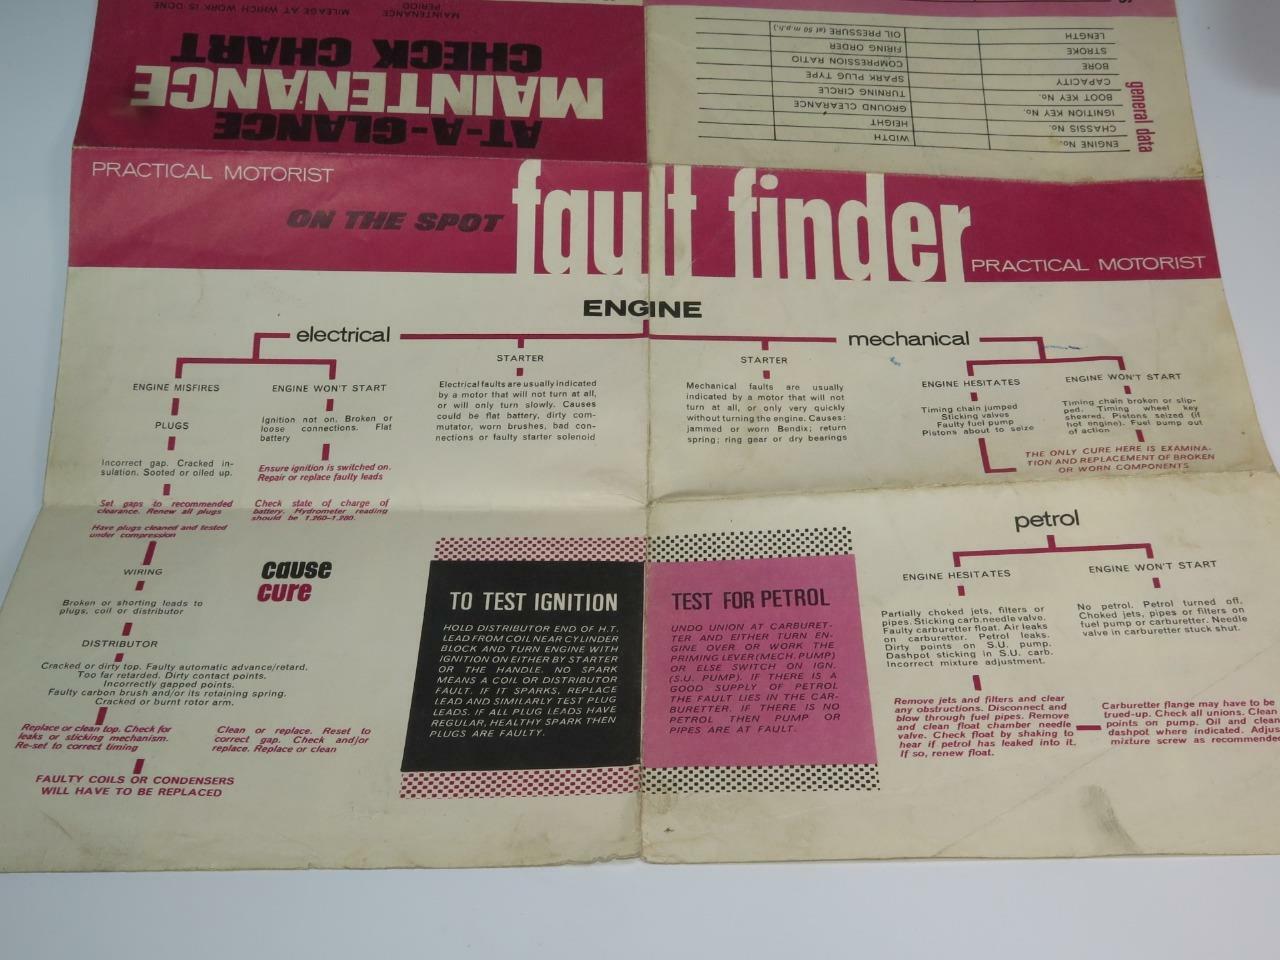 MAINTENANCE
PERIOD
MILEAGE AT WHICH WORK IS DONE
AT-A-GLANCE
MAINTENANCE
CHECK CHART
general data
ENGINE No.
CHASSIS No.
IGNITION KEY No.
BOOT KEY No.
CAPACITY
BORE
STROKE
LENGTH
WIDTH
HEIGHT
GROUND CLEARANCE
TURNING CIRCLE
SPARK PLUG TYPE
COMPRESSION RATIO
FIRING ORDER
OIL PRESSURE (at 50 m.p.h.)
PRACTICAL MOTORIST
ON THE SPOT
fault finder
PRACTICAL MOTORIST
ENGINE
electrical
ENGINE MISFIRES
PLUGS
Incorrect gap. Cracked in-
sulation. Sooted or oiled up.
Set gaps to recommended
clearance. Renew all plugs
Have plugs cleaned and tested
under compression
WIRING
Broken or shorting leads to
plugs, coil or distributor
DISTRIBUTOR
Cracked or dirty top. Faulty automatic advance/retard.
Too far retarded. Dirty contact points.
Incorrectly gapped points.
Faulty carbon brush and/or its retaining spring.
Cracked or burnt rotor arm.
Replace or clean top. Check for
leaks or sticking mechanism.
Re-set to correct timing
Clean or replace. Reset to
correct gap. Check and/or
replace. Replace or clean
FAULTY COILS OR CONDENSERS
WILL HAVE TO BE REPLACED
ENGINE WON'T START
Ignition not on. Broken or
loose connections. Flat
battery
Ensure ignition is switched on.
Repair or replace faulty leads
Check state of charge of
battery. Hydrometer reading
should be 1.260–1.280.
cause
cure
STARTER
Electrical faults are usually indicated
by a motor that will not turn at all,
or will only turn slowly. Causes
could be flat battery, dirty com-
mutator, worn brushes, bad con-
nections or faulty starter solenoid
mechanical
STARTER
Mechanical faults are usually
indicated by a motor that will not
turn at all, or only very quickly
without turning the engine. Causes:
jammed or worn Bendix; return
spring; ring gear or dry bearings
ENGINE HESITATES
Timing chain jumped
Sticking valves
Faulty fuel pump
Pistons about to seize
ENGINE WON'T START
Timing chain broken or slip-
ped. Timing wheel key
sheared. Pistons seized (if
hot engine). Fuel pump out
of action
THE ONLY CURE HERE IS EXAMINA-
TION AND REPLACEMENT OF BROKEN
OR WORN COMPONENTS
TO TEST IGNITION
HOLD DISTRIBUTOR END OF H.T.
LEAD FROM COIL NEAR CYLINDER
BLOCK AND TURN ENGINE WITH
IGNITION ON EITHER BY STARTER
OR THE HANDLE. NO SPARK
MEANS A COIL OR DISTRIBUTOR
FAULT. IF IT SPARKS, REPLACE
LEAD AND SIMILARLY TEST PLUG
LEADS. IF ALL PLUG LEADS HAVE
REGULAR, HEALTHY SPARK THEN
PLUGS ARE FAULTY.
TEST FOR PETROL
UNDO UNION AT CARBURET-
TER AND EITHER TURN EN-
GINE OVER OR WORK THE
PRIMING LEVER (MECH. PUMP)
OR ELSE SWITCH ON IGN.
(S.U. PUMP). IF THERE IS A
GOOD SUPPLY OF PETROL
THE FAULT LIES IN THE CAR-
BURETTER. IF THERE IS NO
PETROL THEN PUMP OR
PIPES ARE AT FAULT.
petrol
ENGINE HESITATES
Partially choked jets, filters or
pipes. Sticking carb. needle valve.
Faulty carburetter float. Air leaks
on carburetter. Petrol leaks.
Dirty points on S.U. pump.
Dashpot sticking in S.U. carb.
Incorrect mixture adjustment.
Remove jets and filters and clear
any obstructions. Disconnect and
blow through fuel pipes. Remove
and clean float chamber needle
valve. Check float by shaking to
hear if petrol has leaked into it.
If so, renew float.
ENGINE WON'T START
No petrol. Petrol turned off.
Choked jets, pipes or filters on
fuel pump or carburetter. Needle
valve in carburetter stuck shut.
Carburetter flange may have to be
trued-up. Check all unions. Clean
points on pump. Oil and clean
dashpot where indicated. Adjus
mixture screw as recommende